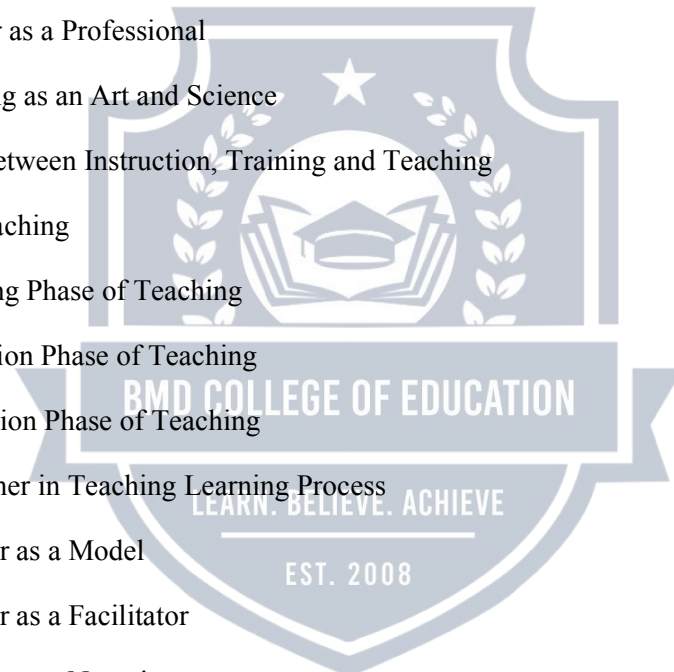 r as a Professional
ng as an Art and Science
etween Instruction, Training and Teaching
aching
ng Phase of Teaching
ion Phase of Teaching
BMD COLLEGE OF EDUCATION
ion Phase of Teaching
ner in Teaching Learning Process
LEARN. BELIEVE. ACHIEVE
r as a Model
EST. 2008
r as a Facilitator